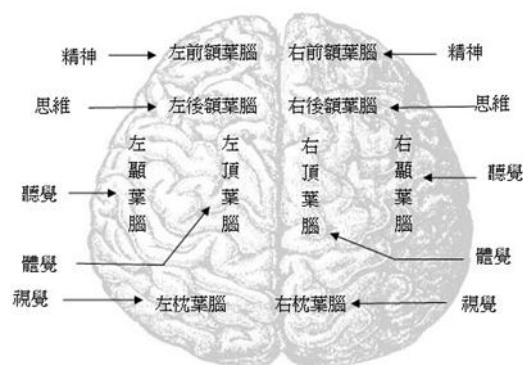 精神 左前額葉腦 右前額葉腦 精神
思維 左後額葉腦 右後額葉腦 思維
左顳葉腦
左頂葉腦
右頂葉腦
右顳葉腦
聽覺
聽覺
體覺
體覺
視覺 左枕葉腦 右枕葉腦 視覺